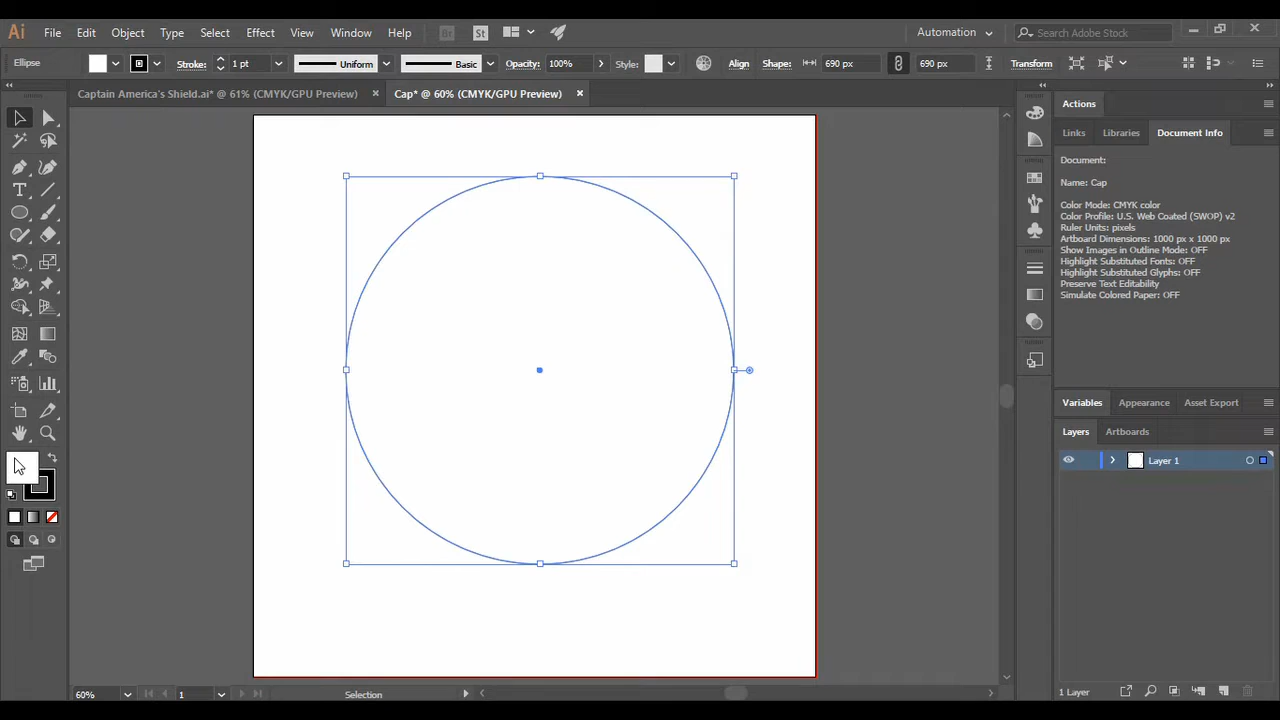 Ai File Edit Object Type Select Effect View Window Help Br St Automation Search Adobe Stock
Ellipse Stroke: 1 pt Uniform Basic Opacity: 100% Style: Align Shape: 690 px 690 px Transform
Captain America's Shield.ai* @ 61% (CMYK/GPU Preview) Cap* @ 60% (CMYK/GPU Preview)
Actions
Links Libraries Document Info
Document:
Name: Cap
Color Mode: CMYK color
Color Profile: U.S. Web Coated (SWOP) v2
Ruler Units: pixels
Artboard Dimensions: 1000 px x 1000 px
Show Images in Outline Mode: OFF
Highlight Substituted Fonts: OFF
Highlight Substituted Glyphs: OFF
Preserve Text Editability
Simulate Colored Paper: OFF
Variables Appearance Asset Export
Layers Artboards
Layer 1
60% 1 Selection 1 Layer